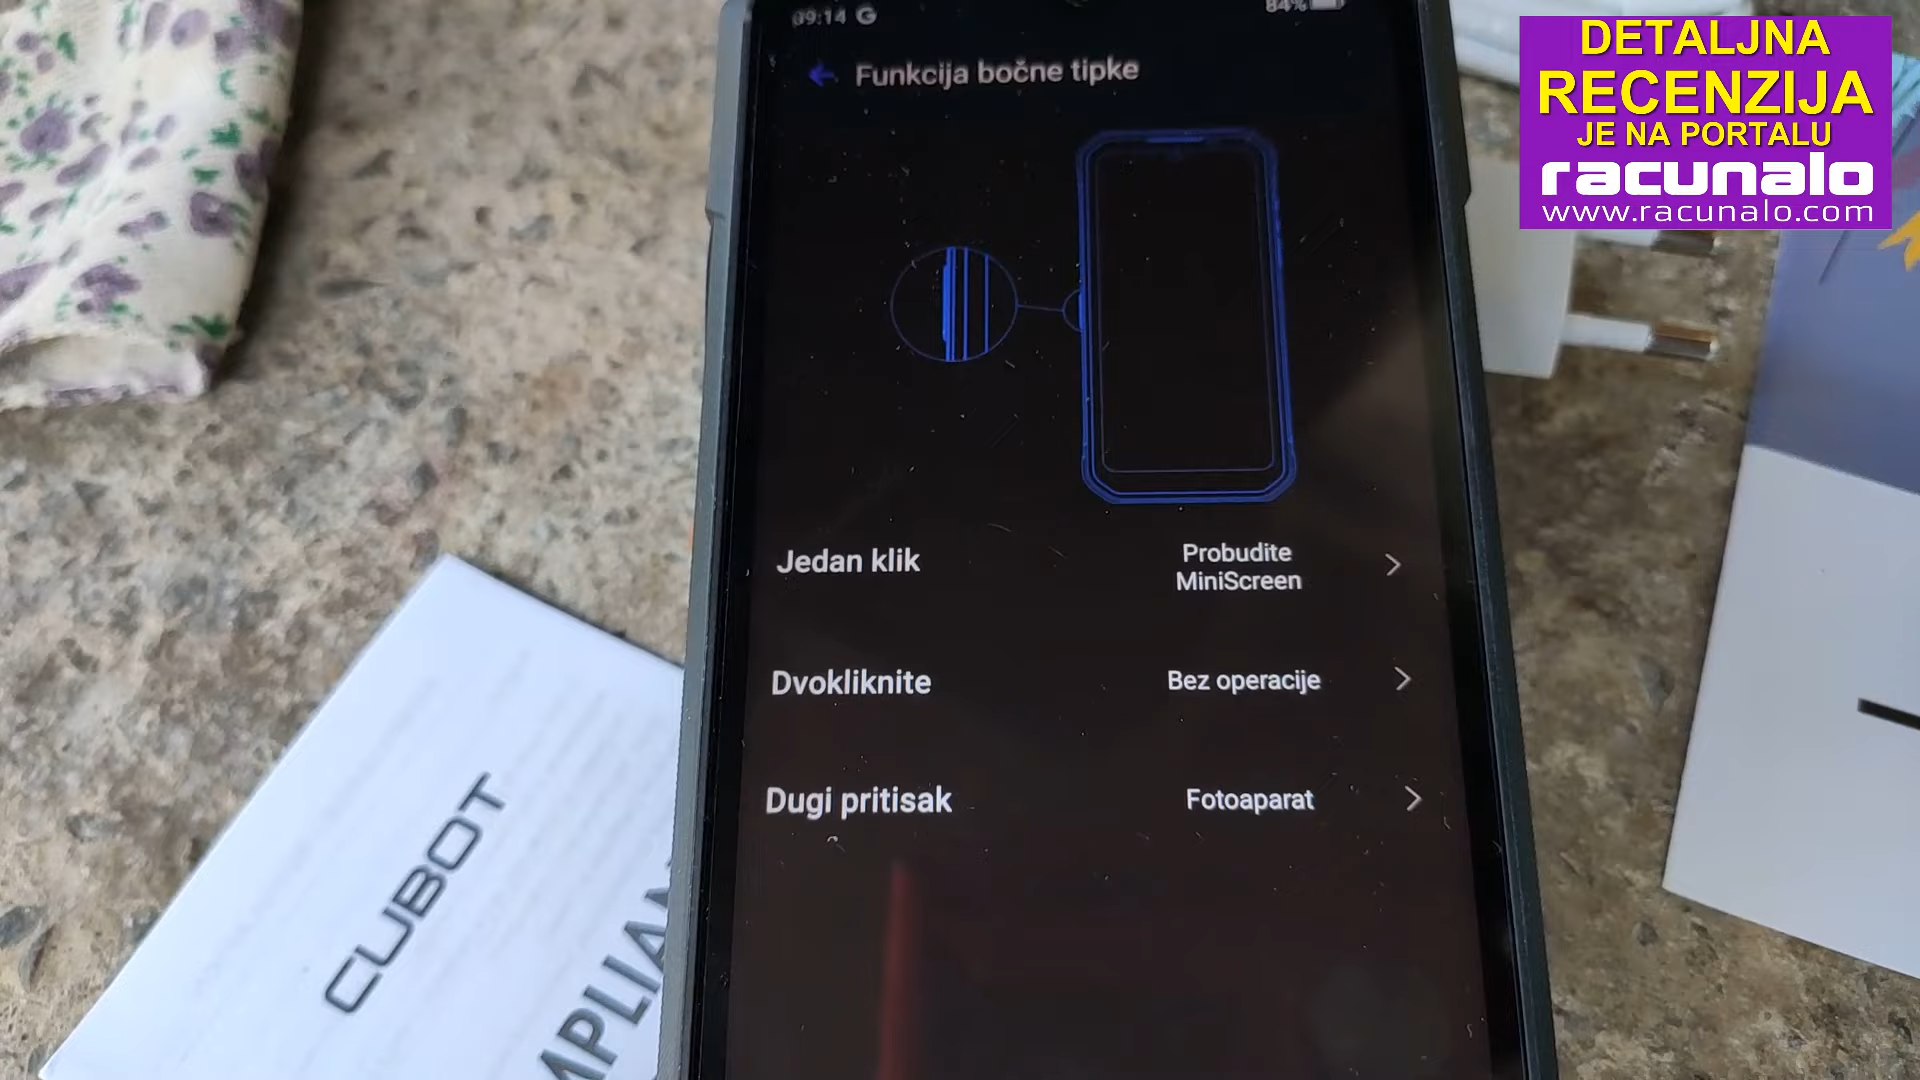 09:14 G
84%
Funkcija bočne tipke
Jedan klik
Probudite
MiniScreen
Dvokliknite
Bez operacije
Dugi pritisak
Fotoaparat
CUBOT
DETALJNA
RECENZIJA
JE NA PORTALU
racunalo
www.racunalo.com